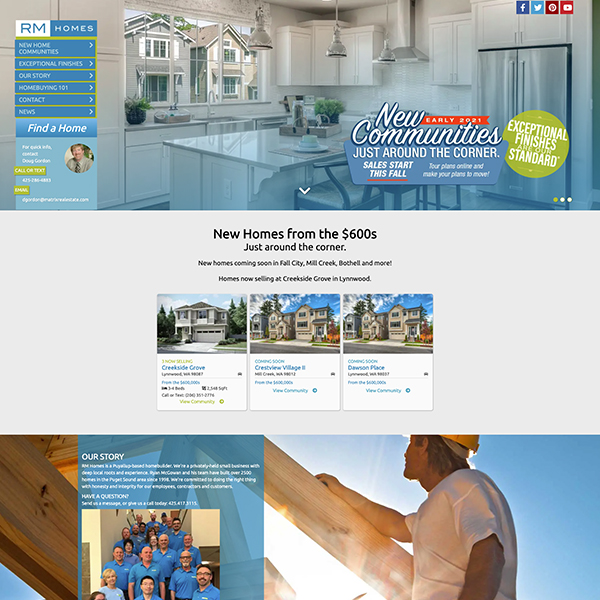 RM HOMES
NEW HOME
COMMUNITIES
EXCEPTIONAL FINISHES
OUR STORY
HOMEBUYING 101
CONTACT
NEWS
Find a Home
For quick info,
contact
Doug Gordon
CALL OR TEXT
EMAIL
New
EARLY 2021
Communities
JUST AROUND THE CORNER.
SALES START
THIS FALL
Tour plans online and
make your plans to move!
EXCEPTIONAL
FINISHES
STANDARD
New Homes from the $600s
Just around the corner.
New homes coming soon in Fall City, Mill Creek, Bothell and more!
Homes now selling at Creekside Grove in Lynnwood.
NOW SELLING
Creekside Grove
Lynnwood, WA 98087
From the $600,000s
3-4 Beds 2,548 SqFt
Call or Text: (206) 351-2776
View Community
COMING SOON
Crestview Village II
Mill Creek, WA 98012
From the $600,000s
View Community
COMING SOON
Dawson Place
Lynnwood, WA 98037
From the $600,000s
View Community
OUR STORY
RM Homes is a Puyallup-based homebuilder. We're a privately-held small business with
deep local roots and experience. Ryan McGowan and his team have built over 2500
homes in the Puget Sound area since 1998. We're committed to doing the right thing
with honesty and integrity for our employees, contractors and customers.
HAVE A QUESTION?
Send us a message, or give us a call today: 425.417.5115.